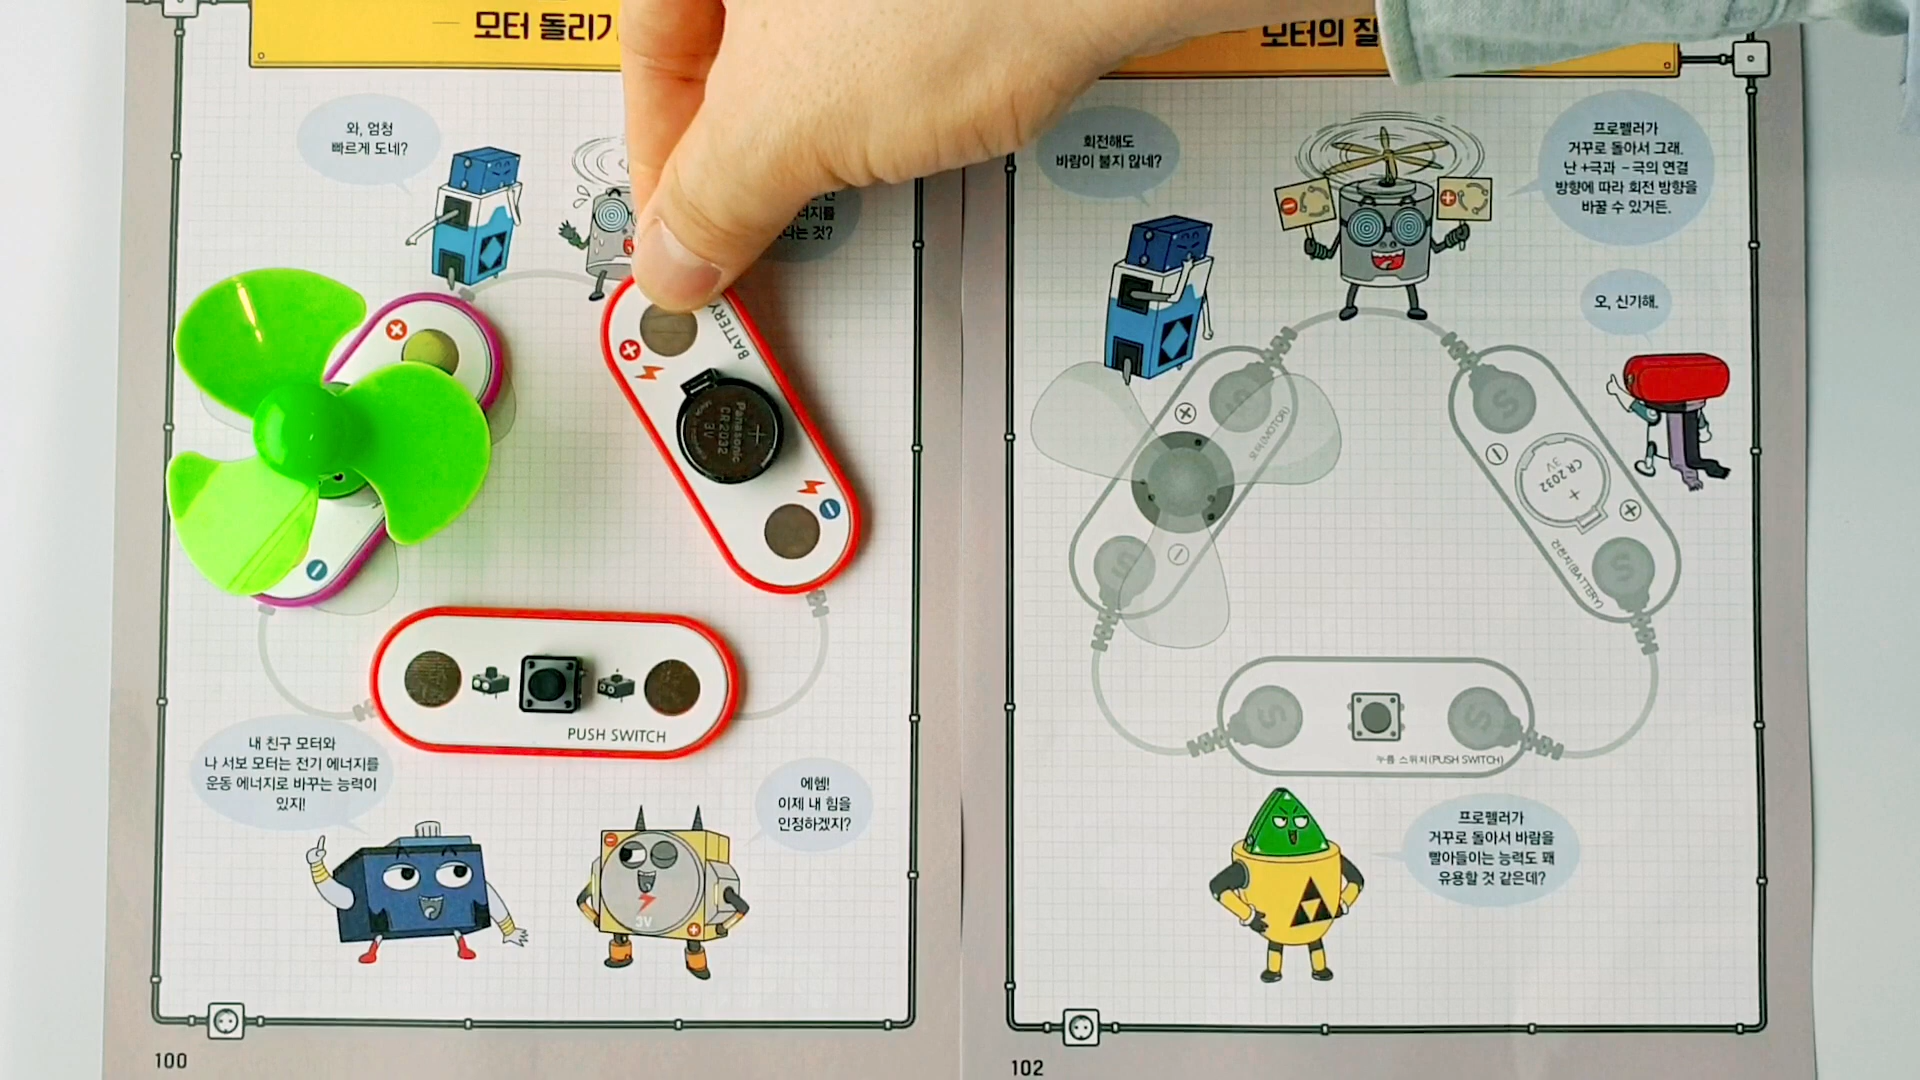 모터 돌리기
와, 엄청
빠르게 도네?
너지를
다는 것?
BATTERY
Panasonic
CR2032
3V
PUSH SWITCH
내 친구 모터와
나 서보 모터는 전기 에너지를
운동 에너지로 바꾸는 능력이
있지!
에헴!
이제 내 힘을
인정하겠지?
3V
100
모터의 질
회전해도
바람이 불지 않네?
프로펠러가
거꾸로 돌아서 그래.
난 +극과 -극의 연결
방향에 따라 회전 방향을
바꿀 수 있거든.
오, 신기해.
모터(MOTOR)
CR2032
3V
건전지(BATTERY)
누름 스위치(PUSH SWITCH)
프로펠러가
거꾸로 돌아서 바람을
빨아들이는 능력도 꽤
유용할 것 같은데?
102